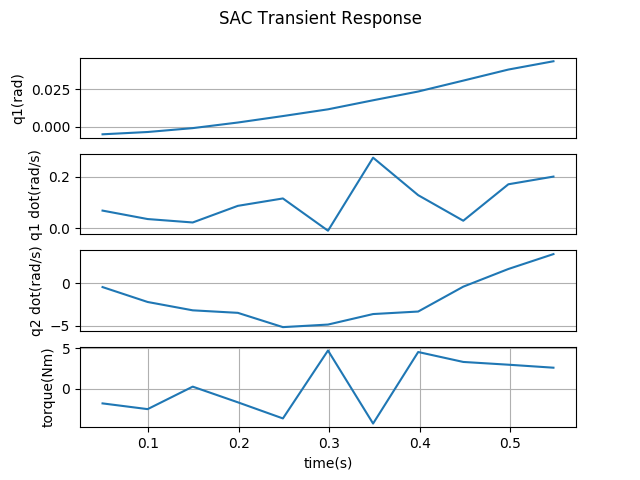 SAC Transient Response
q1(rad)
0.025
0.000
q1 dot(rad/s)
0.2
0.0
q2 dot(rad/s)
0
−5
torque(Nm)
5
0
0.1 0.2 0.3 0.4 0.5
time(s)